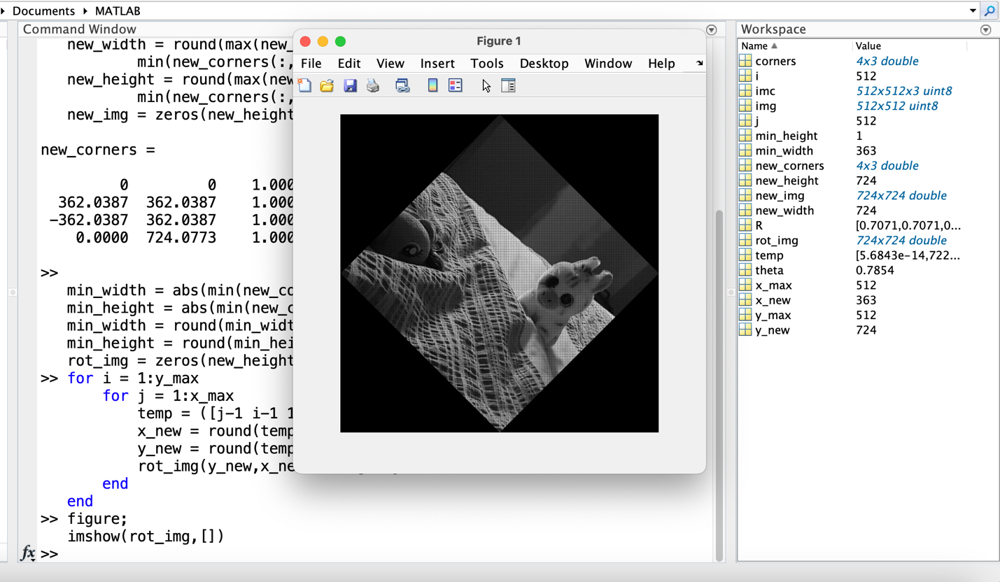 Documents MATLAB
Command Window
new_width = round(max(new_
min(new_corners(:,
new_height = round(max(new
min(new_corners(:,
new_img = zeros(new_height
new_corners =
0 0 1.000
362.0387 362.0387 1.000
-362.0387 362.0387 1.000
0.0000 724.0773 1.000
>>
min_width = abs(min(new_co
min_height = abs(min(new_c
min_width = round(min_widt
min_height = round(min_hei
rot_img = zeros(new_height
>> for i = 1:y_max
for j = 1:x_max
temp = ([j-1 i-1 1
x_new = round(temp
y_new = round(temp
rot_img(y_new,x_ne
end
end
>> figure;
imshow(rot_img,[])
fx >>
Figure 1
File Edit View Insert Tools Desktop Window Help
Workspace
Name Value
corners 4x3 double
i 512
imc 512x512x3 uint8
img 512x512 uint8
j 512
min_height 1
min_width 363
new_corners 4x3 double
new_height 724
new_img 724x724 double
new_width 724
R [0.7071,0.7071,0...
rot_img 724x724 double
temp [5.6843e-14,722...
theta 0.7854
x_max 512
x_new 363
y_max 512
y_new 724